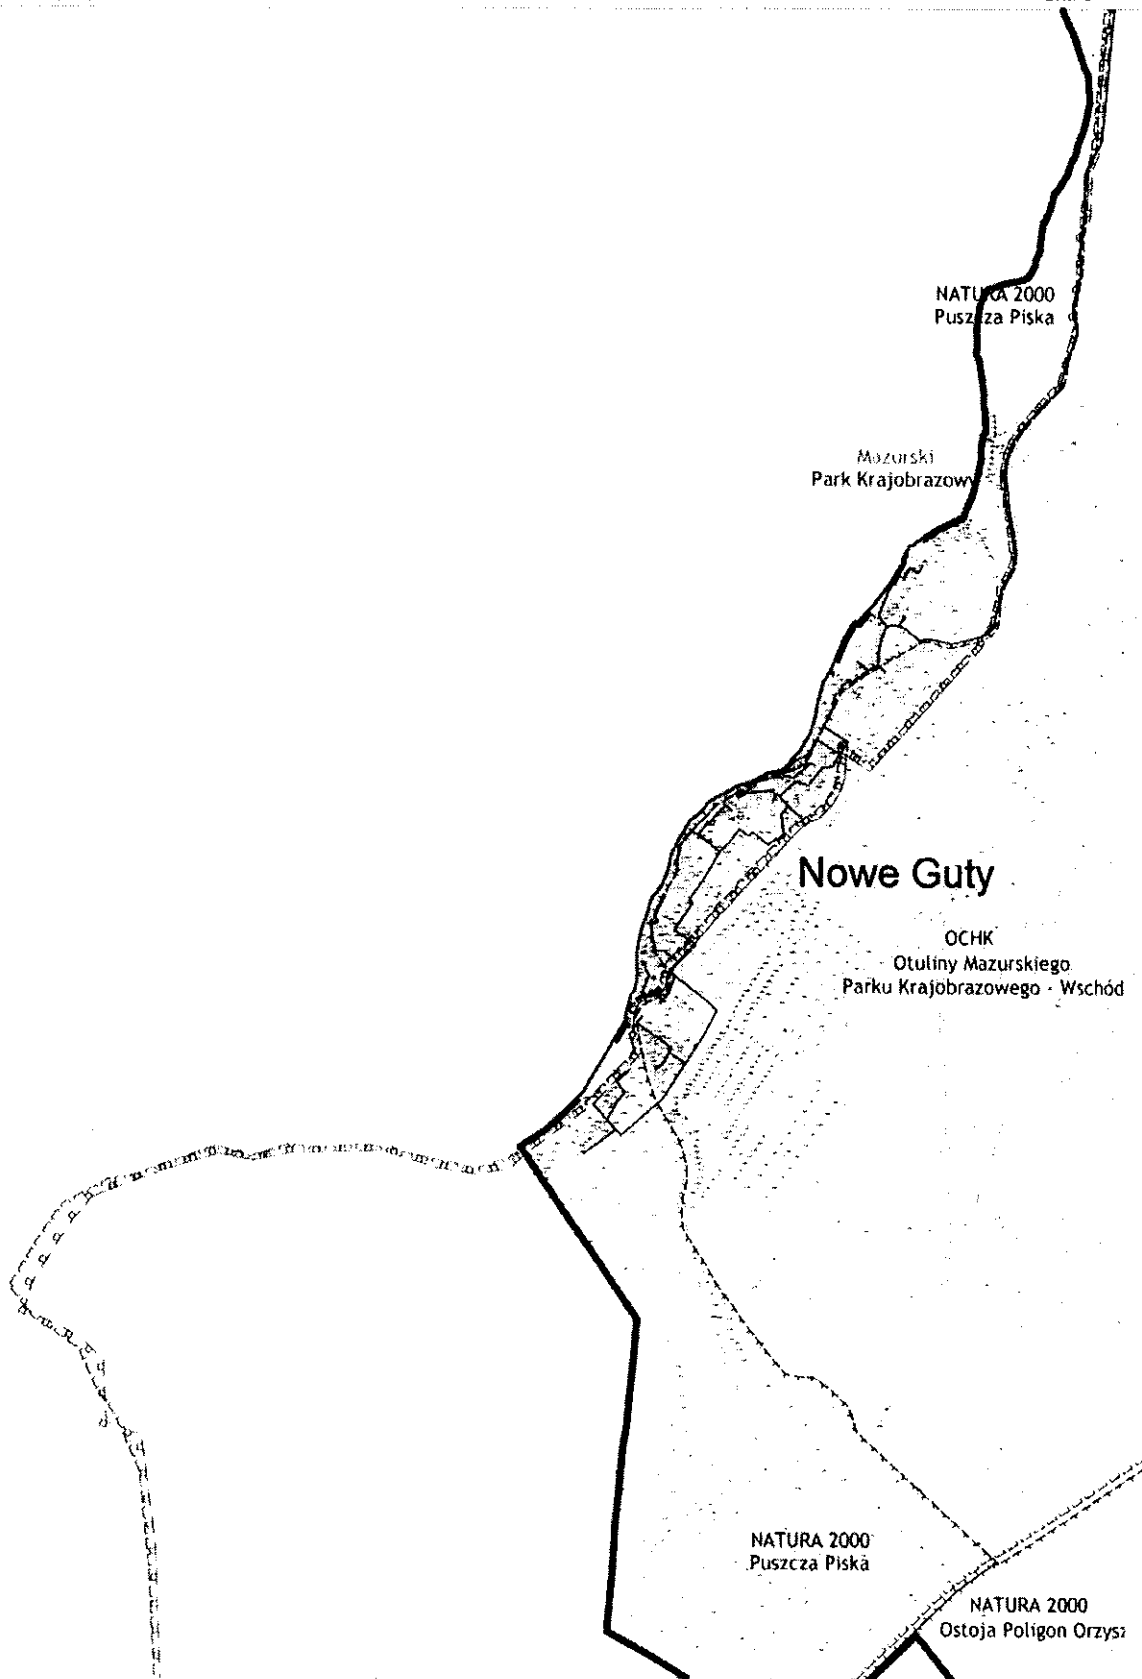 NATURA 2000
Puszcza Piska
Mazurski
Park Krajobrazowy
Nowe Guty
OCHK
Otuliny Mazurskiego
Parku Krajobrazowego - Wschód
NATURA 2000
Puszcza Piska
NATURA 2000
Ostoja Poligon Orzysz